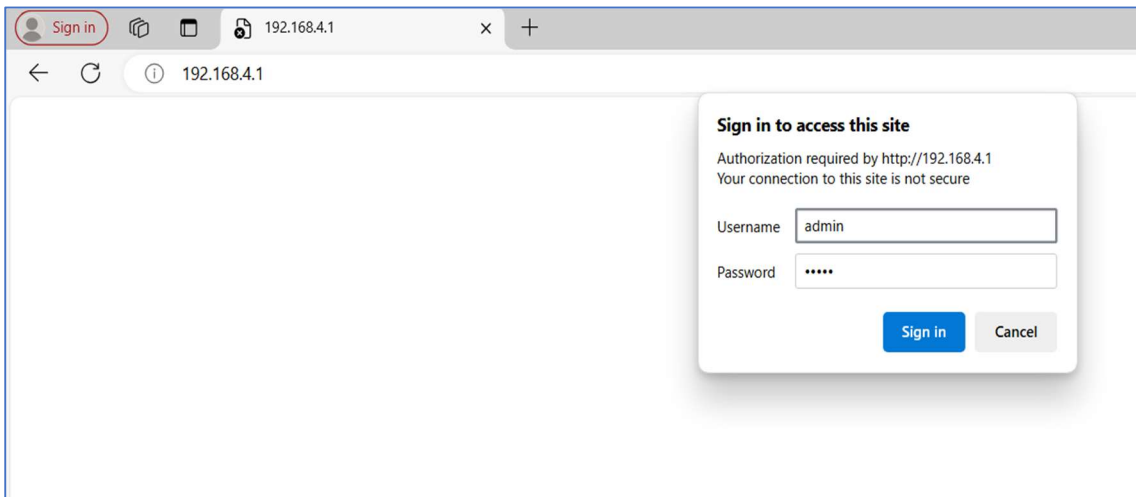 Sign in
192.168.4.1
192.168.4.1
Sign in to access this site
Authorization required by http://192.168.4.1
Your connection to this site is not secure
Username admin
Password •••••
Sign in Cancel